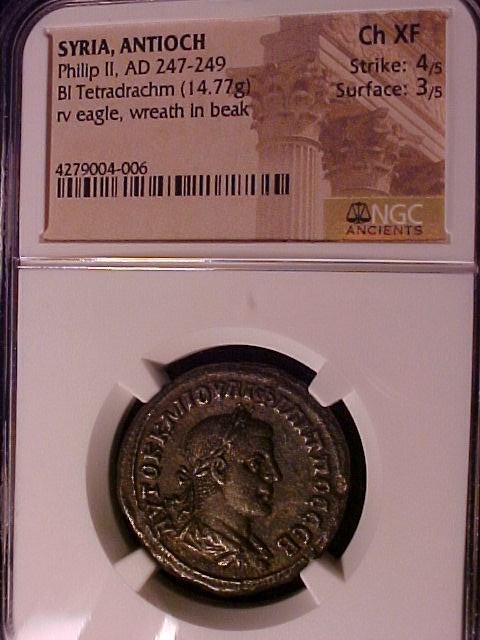 SYRIA, ANTIOCH
Ch XF
Philip II, AD 247-249
Strike: 4/5
BI Tetradrachm (14.77g)
Surface: 3/5
rv eagle, wreath in beak
4279004-006
NGC
ANCIENTS